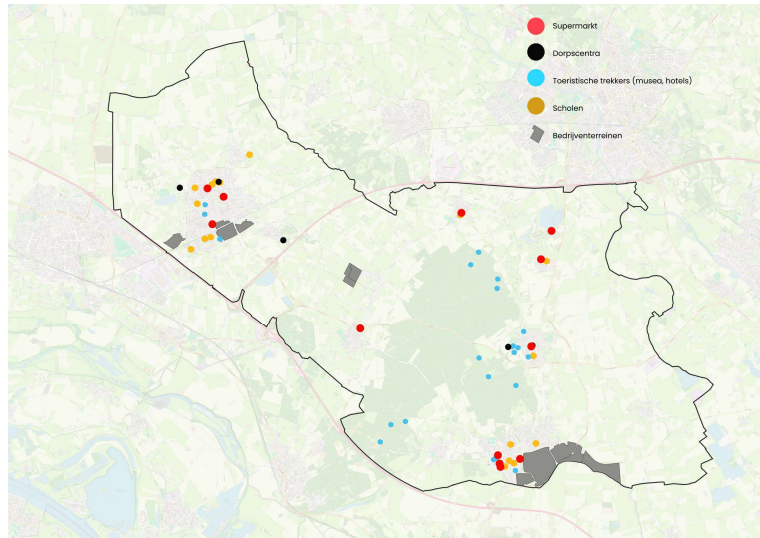 Supermarkt
Dorpscentra
Toeristische trekkers (musea, hotels)
Scholen
Bedrijventerreinen